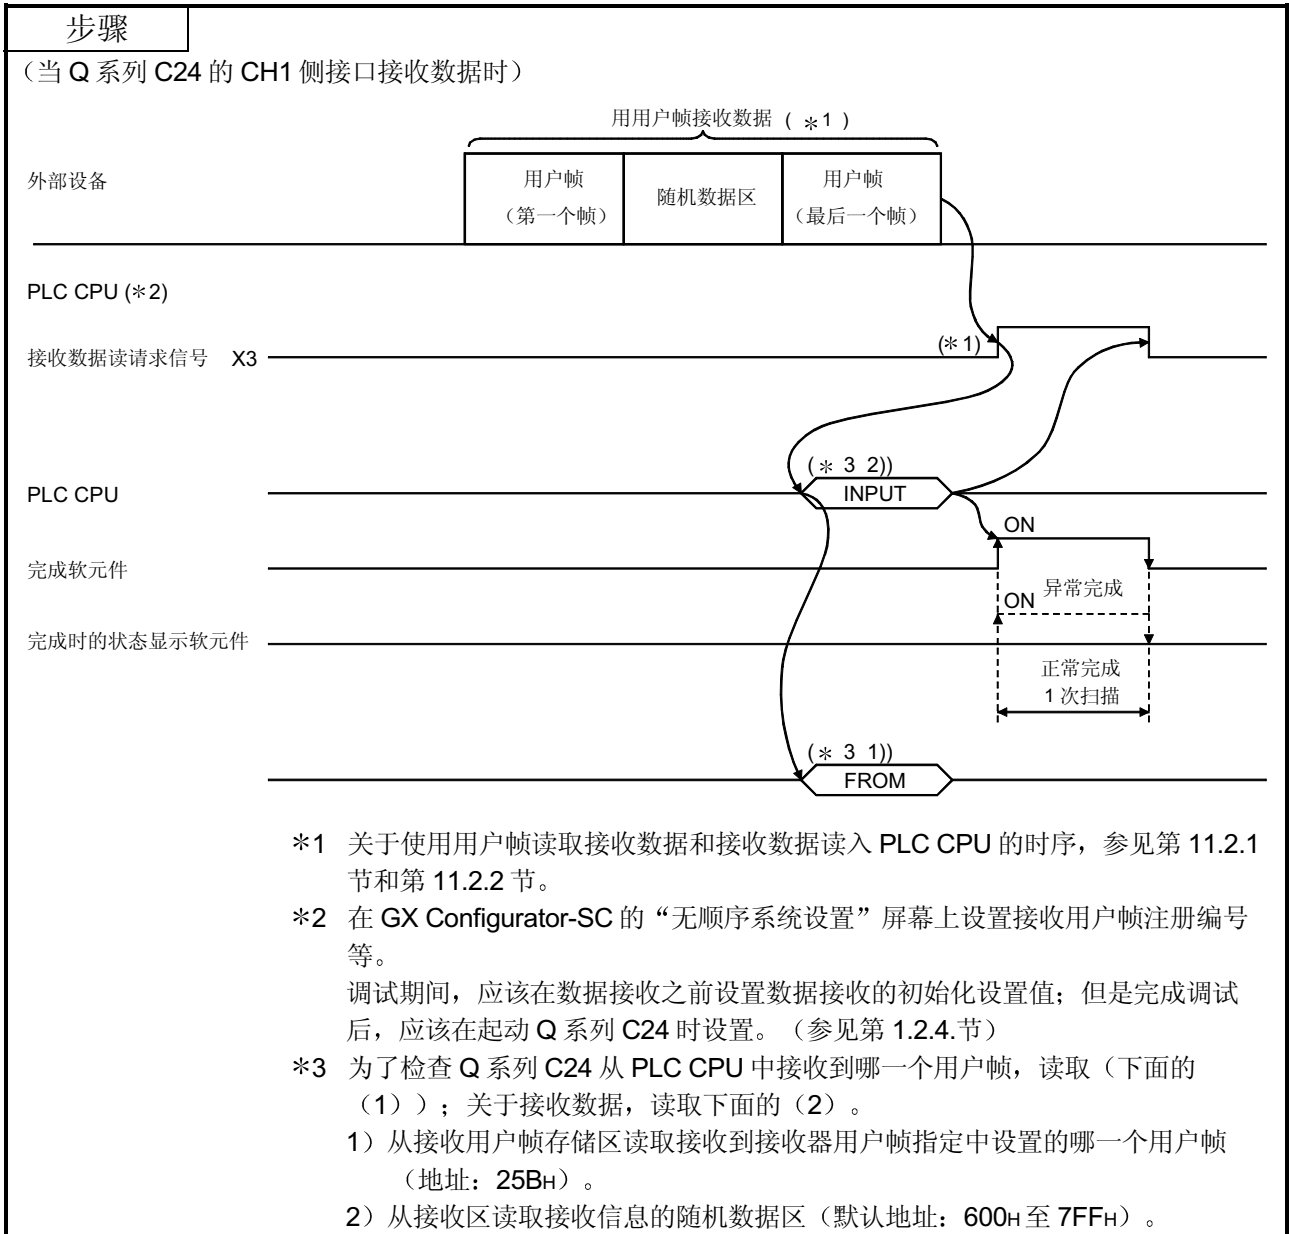 步骤
（当 Q 系列 C24 的 CH1 侧接口接收数据时）
用用户帧接收数据 ( ＊1 )
外部设备
用户帧
（第一个帧）
随机数据区
用户帧
（最后一个帧）
PLC CPU (＊2)
接收数据读请求信号 X3
(＊1)
(＊ 3 2))
PLC CPU
INPUT
ON
完成软元件
异常完成
ON
完成时的状态显示软元件
正常完成
1 次扫描
(＊ 3 1))
FROM
＊1 关于使用用户帧读取接收数据和接收数据读入 PLC CPU 的时序，参见第 11.2.1
节和第 11.2.2 节。
＊2 在 GX Configurator-SC 的“无顺序系统设置”屏幕上设置接收用户帧注册编号
等。
调试期间，应该在数据接收之前设置数据接收的初始化设置值；但是完成调试
后，应该在起动 Q 系列 C24 时设置。（参见第 1.2.4.节）
＊3 为了检查 Q 系列 C24 从 PLC CPU 中接收到哪一个用户帧，读取（下面的
（1））；关于接收数据，读取下面的（2）。
1）从接收用户帧存储区读取接收到接收器用户帧指定中设置的哪一个用户帧
（地址：25BH）。
2）从接收区读取接收信息的随机数据区（默认地址：600H 至 7FFH）。